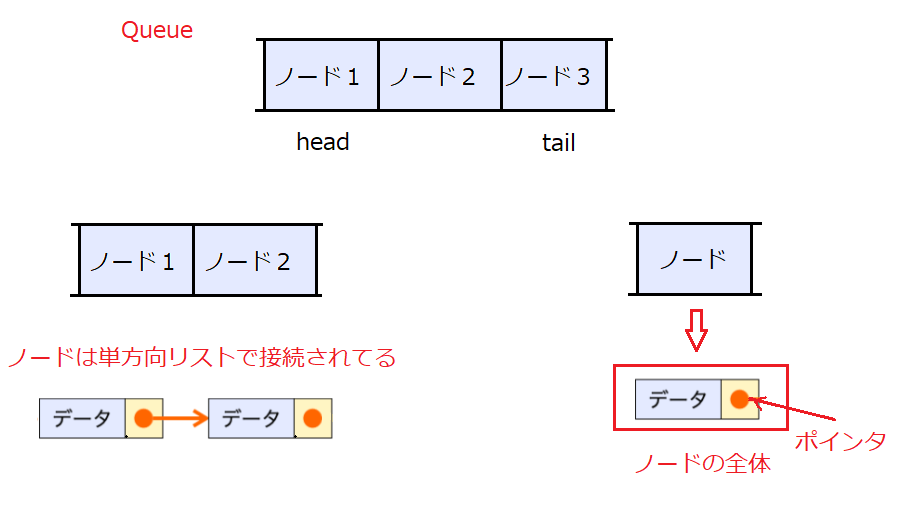 Queue
ノード１
ノード２
ノード３
head
tail
ノード１
ノード２
ノード
ノードは単方向リストで接続されてる
データ
データ
データ
ポインタ
ノードの全体